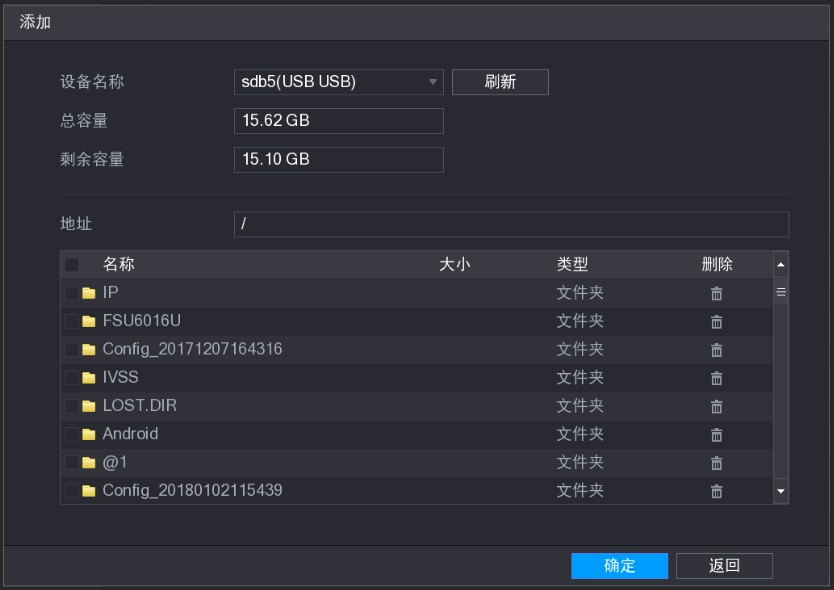 添加
设备名称 sdb5(USB USB) 刷新
总容量 15.62 GB
剩余容量 15.10 GB
地址 /
名称 大小 类型 删除
IP 文件夹
FSU6016U 文件夹
Config_20171207164316 文件夹
IVSS 文件夹
LOST.DIR 文件夹
Android 文件夹
@1 文件夹
Config_20180102115439 文件夹
确定 返回